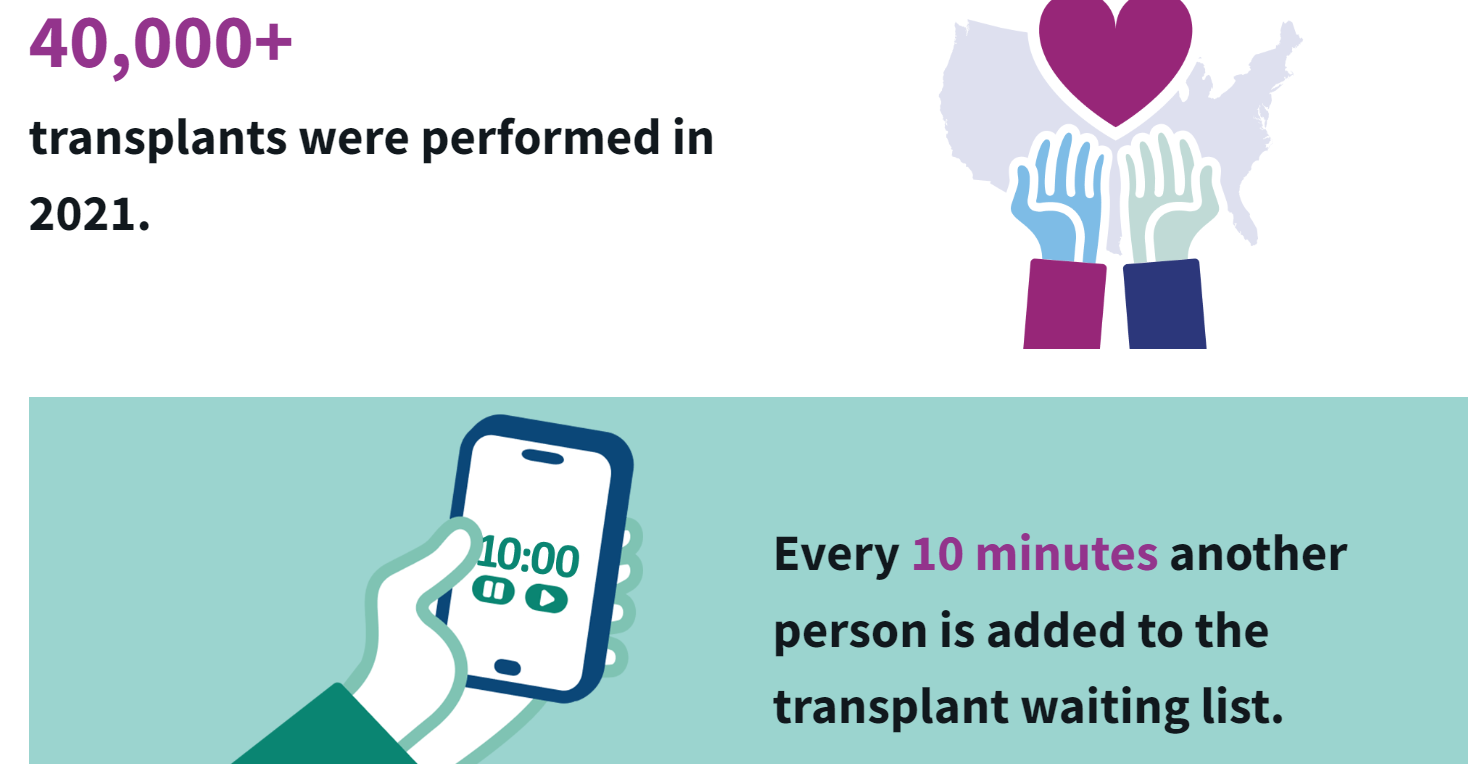 40,000+
transplants were performed in
2021.
10:00
Every 10 minutes another
person is added to the
transplant waiting list.